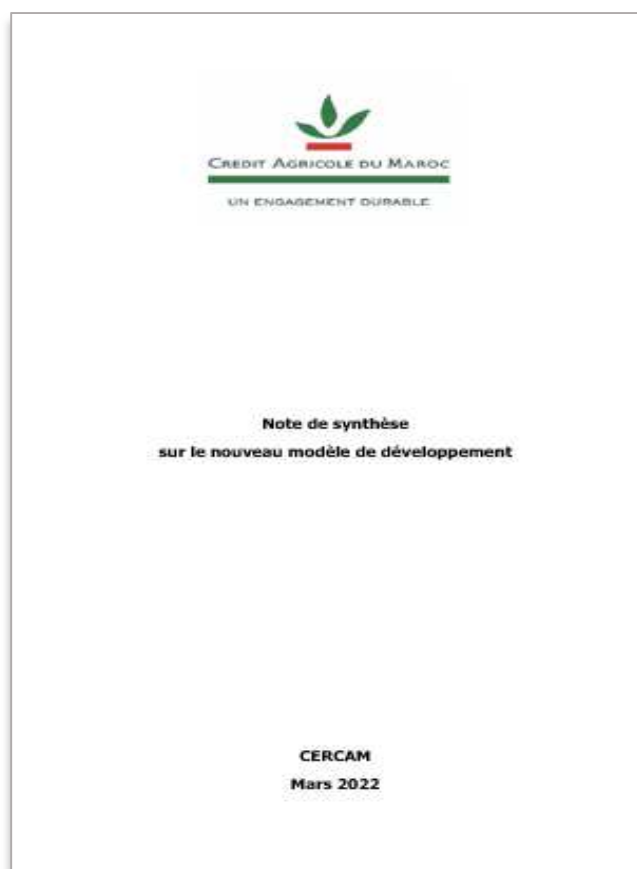 CREDIT AGRICOLE DU MAROC
UN ENGAGEMENT DURABLE
Note de synthèse
sur le nouveau modèle de développement
CERCAM
Mars 2022